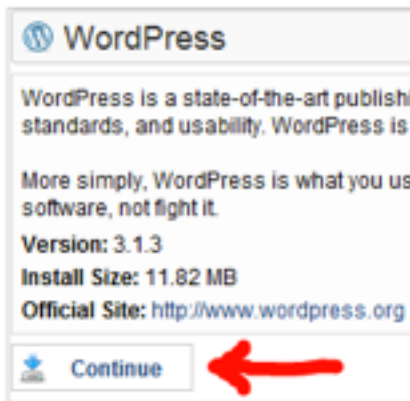 WordPress
WordPress is a state-of-the-art publishi
standards, and usability. WordPress is
More simply, WordPress is what you us
software, not fight it.
Version: 3.1.3
Install Size: 11.82 MB
Official Site: http://www.wordpress.org
Continue